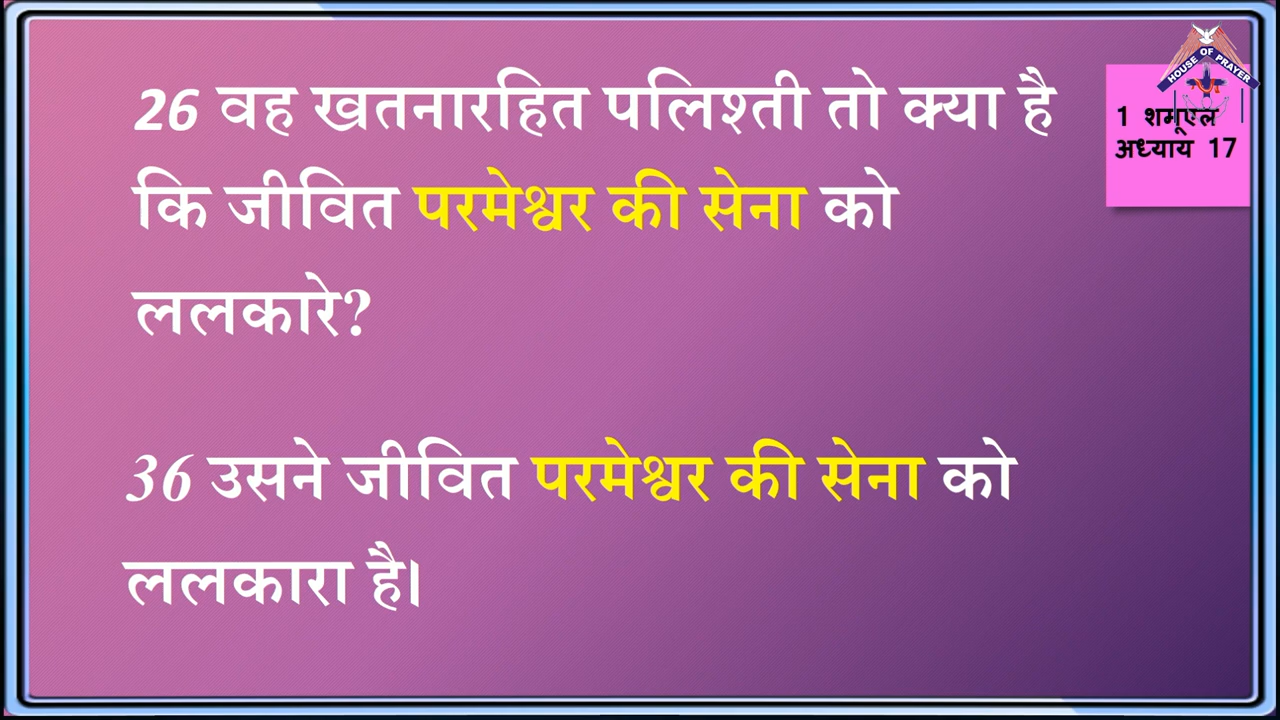 26 वह खतनारहित पलिश्ती तो क्या है
कि जीवित परमेश्वर की सेना को
ललकारे?
36 उसने जीवित परमेश्वर की सेना को
ललकारा है।
1 शमूएल
अध्याय 17
HOUSE OF PRAYER